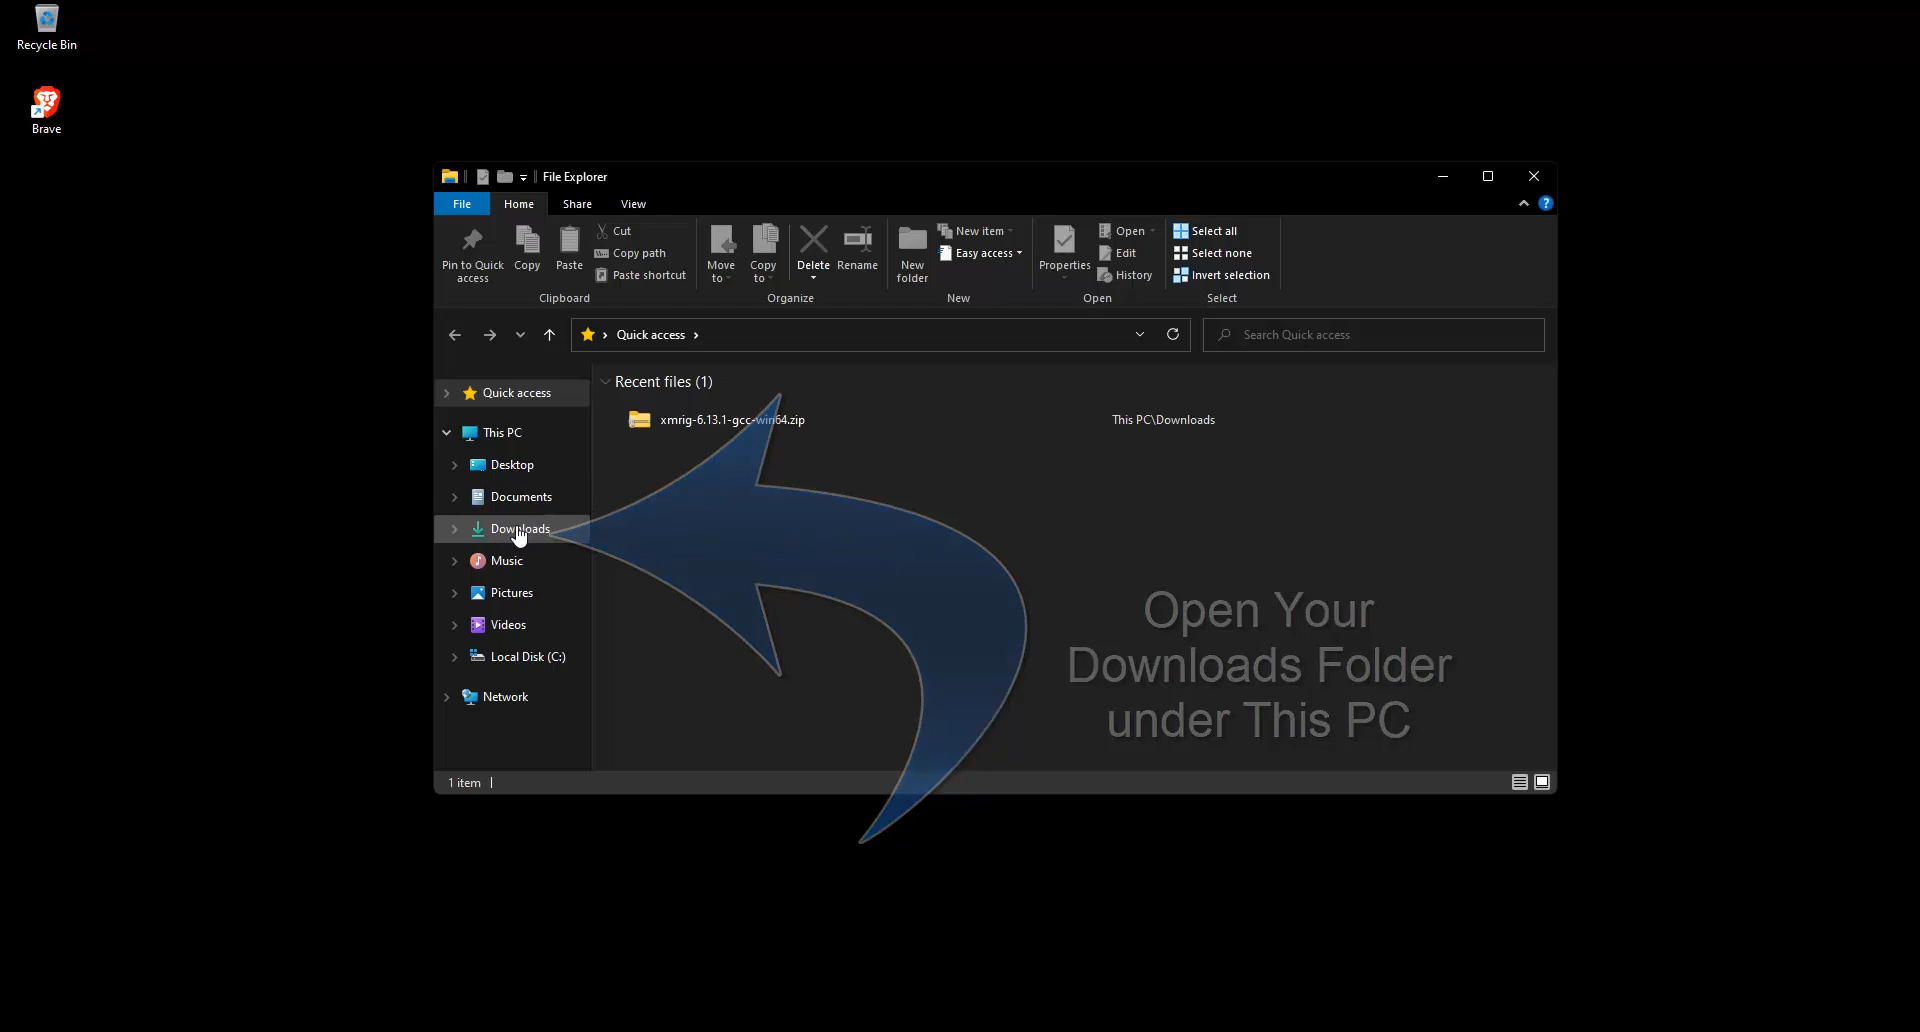 Recycle Bin
Brave
File Explorer
File
Home
Share
View
Pin to Quick
access
Copy
Paste
Cut
Copy path
Paste shortcut
Clipboard
Move
to
Copy
to
Delete
Rename
Organize
New
folder
New item
Easy access
New
Properties
Open
Edit
History
Open
Select all
Select none
Invert selection
Select
Quick access
Search Quick access
Quick access
This PC
Desktop
Documents
Downloads
Music
Pictures
Videos
Local Disk (C:)
Network
Recent files (1)
xmrig-6.13.1-gcc-win64.zip
This PC\Downloads
Open Your
Downloads Folder
under This PC
1 item